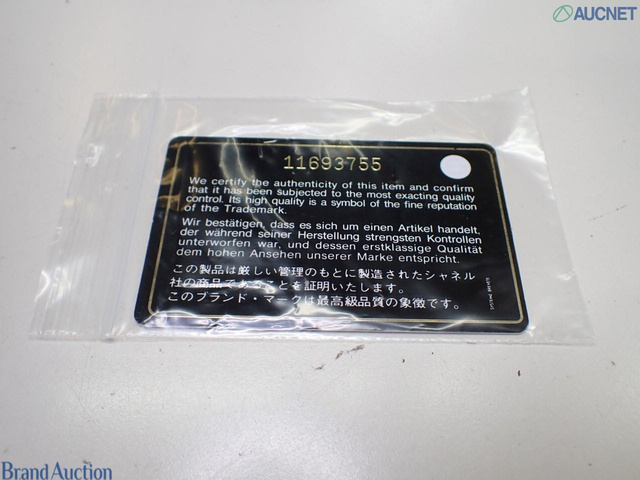 AUCNET
11693755
We certify the authenticity of this item and confirm
that it has been subjected to the most exacting quality
control. Its high quality is a symbol of the fine reputation
of the Trademark.
Wir bestätigen, dass es sich um einen Artikel handelt,
der während seiner Herstellung strengsten Kontrollen
unterworfen war, und dessen erstklassige Qualität
dem hohen Ansehen unserer Marke entspricht.
この製品は厳しい管理のもとに製造されたシャネル
社の商品であることを証明いたします。
このブランド・マークは最高級品質の象徴です。
Brand Auction